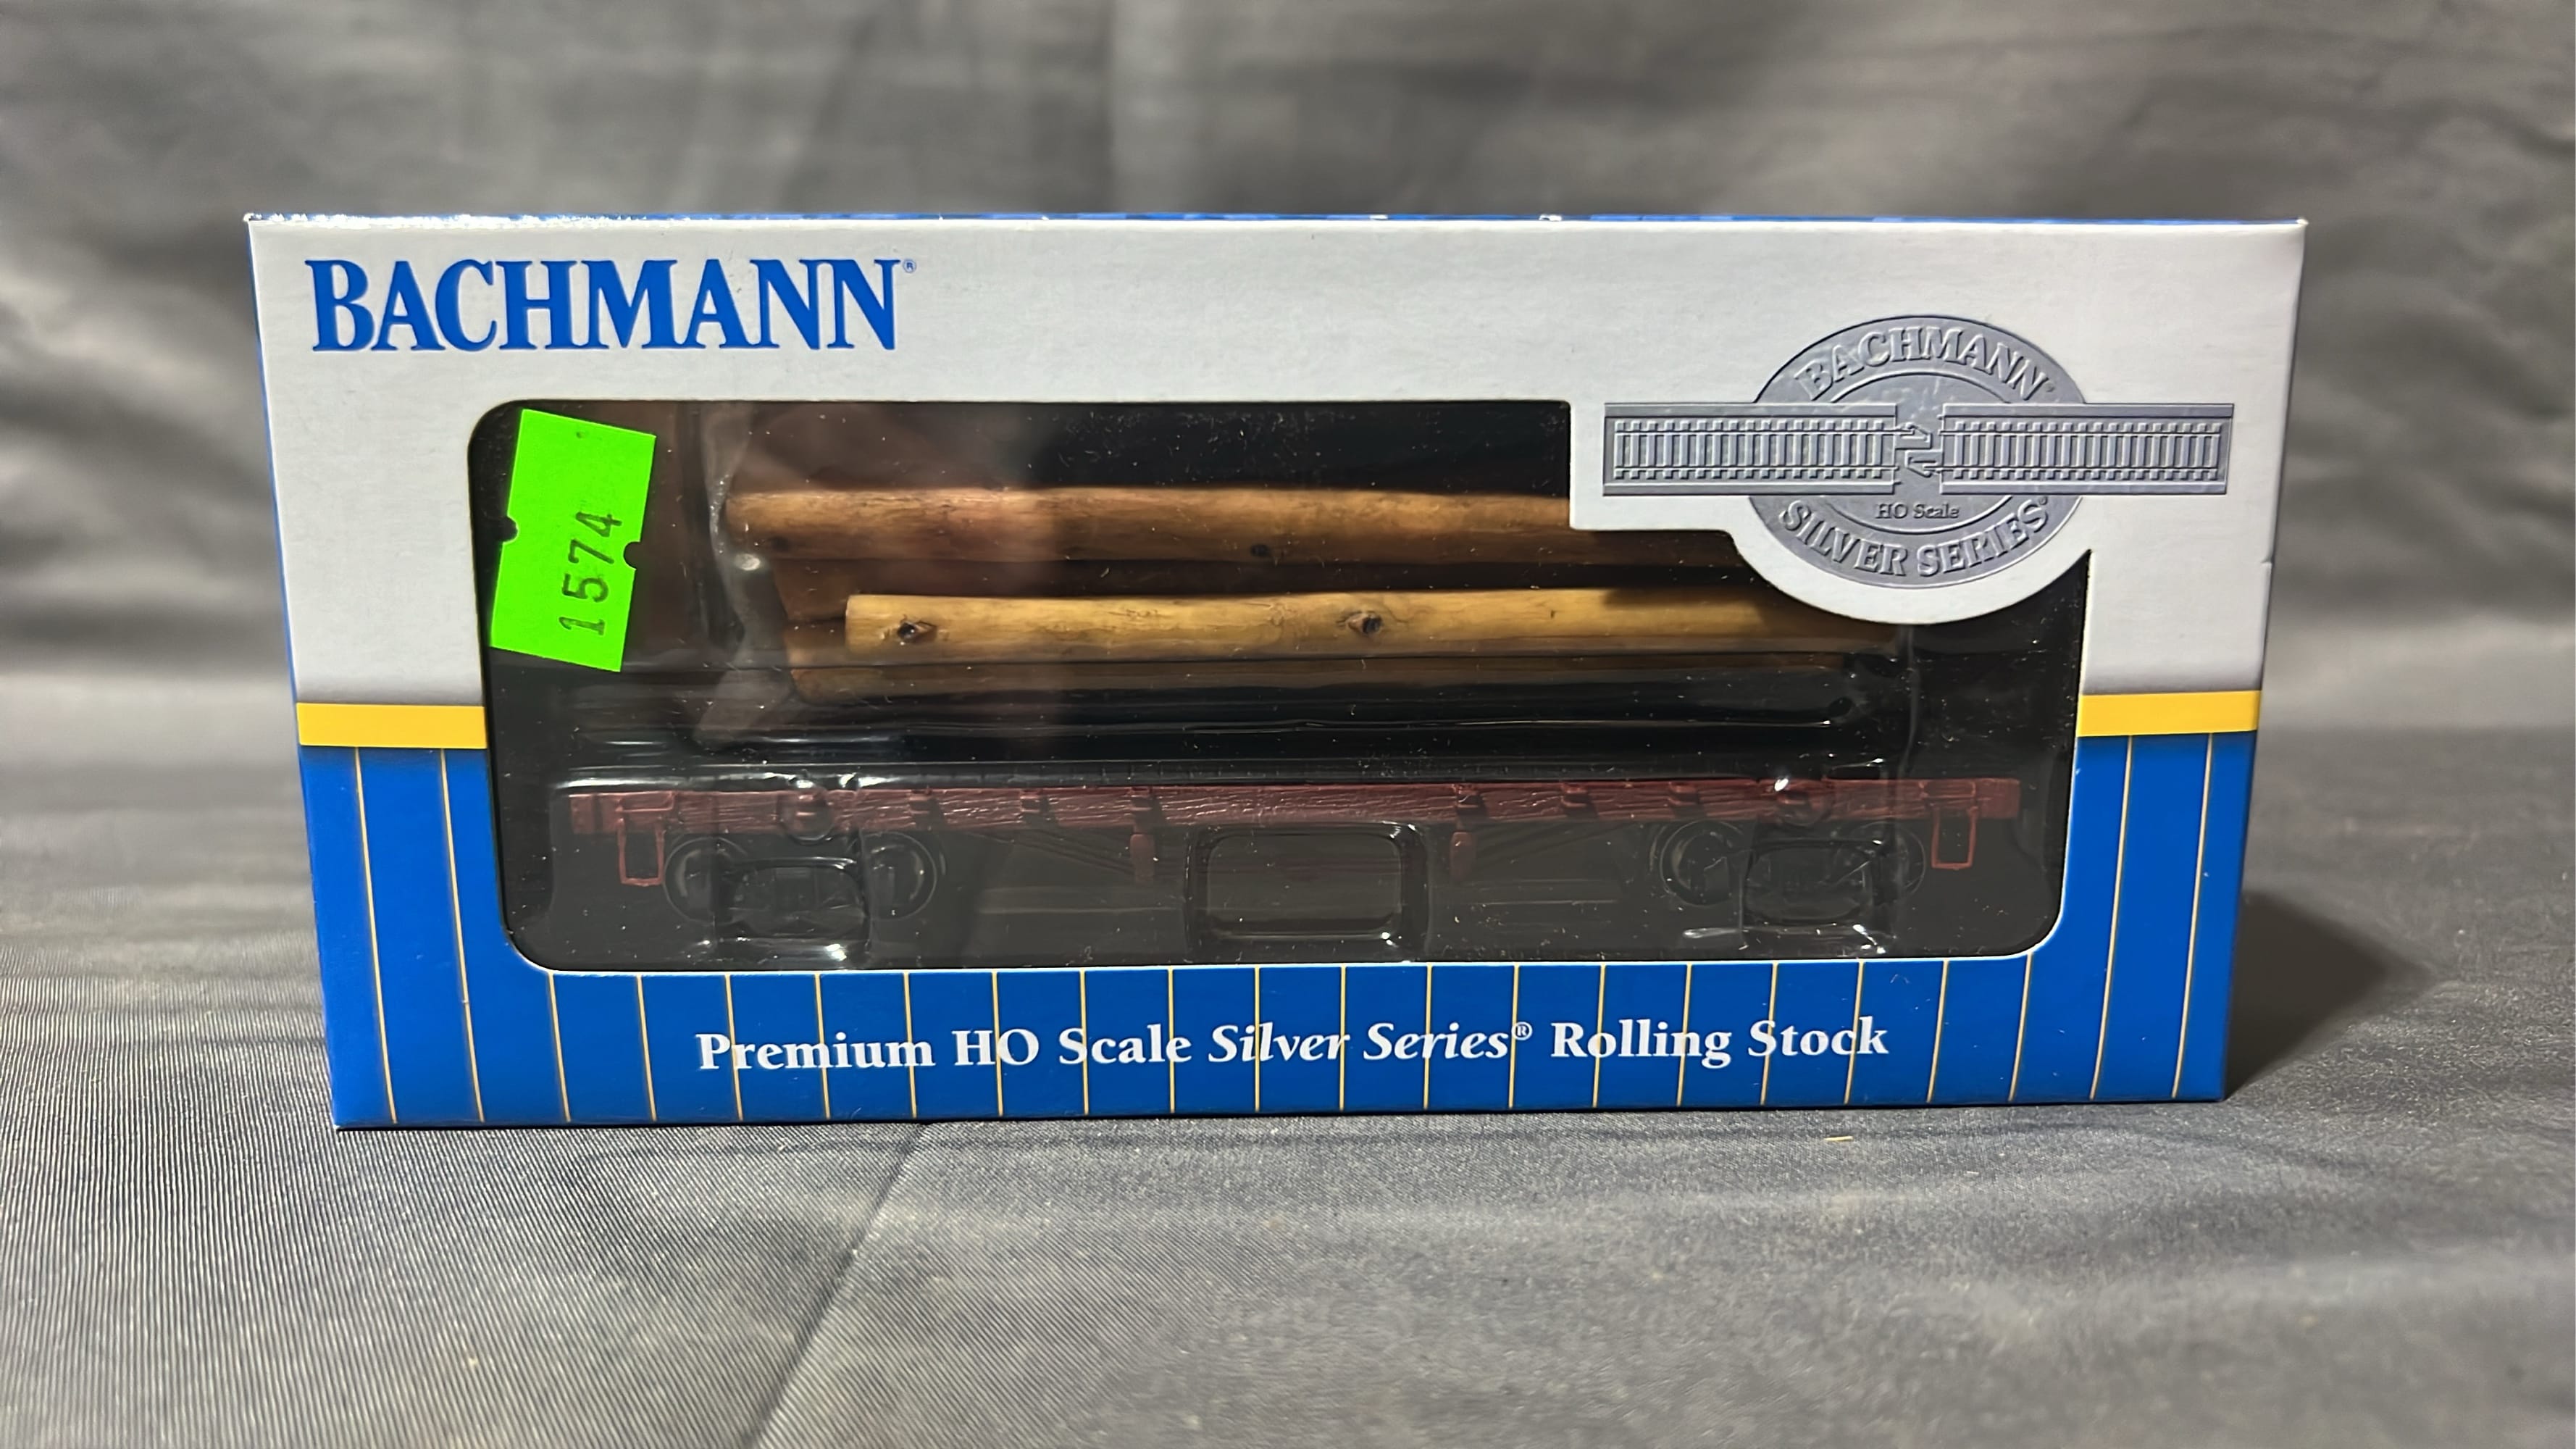 BACHMANN®
BACHMANN®
HO Scale
SILVER SERIES®
1574
Premium HO Scale Silver Series® Rolling Stock